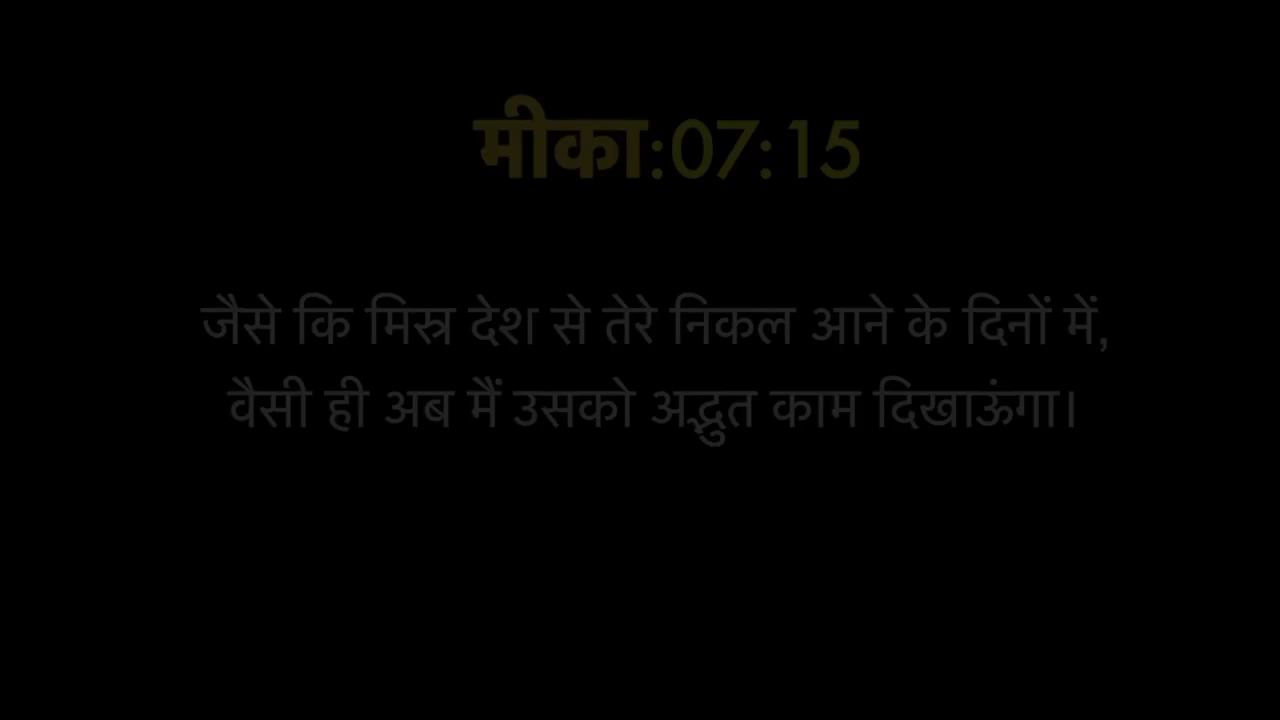 मीका:07:15
जैसे कि मिस्र देश से तेरे निकल आने के दिनों में,
वैसी ही अब मैं उसको अद्भुत काम दिखाऊंगा।